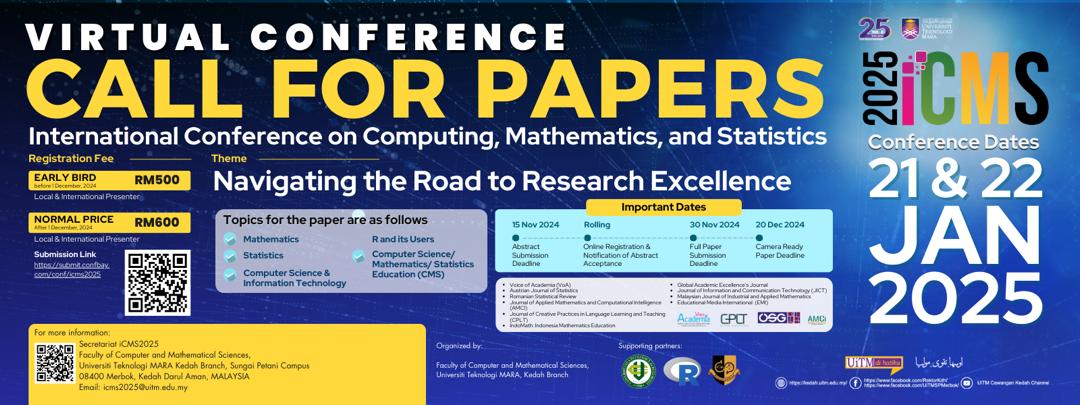 VIRTUAL CONFERENCE
CALL FOR PAPERS
International Conference on Computing, Mathematics, and Statistics
Registration Fee
EARLY BIRD
before 1 December, 2024
RM500
Local & International Presenter
NORMAL PRICE
After 1 December, 2024
RM600
Local & International Presenter
Submission Link
https://submit.confbay.
com/conf/icms2025
Theme
Navigating the Road to Research Excellence
Topics for the paper are as follows
Mathematics
Statistics
Computer Science &
Information Technology
R and its Users
Computer Science/
Mathematics/ Statistics
Education (CMS)
Important Dates
15 Nov 2024
Abstract
Submission
Deadline
Rolling
Online Registration &
Notification of Abstract
Acceptance
30 Nov 2024
Full Paper
Submission
Deadline
20 Dec 2024
Camera Ready
Paper Deadline
Voice of Academia (VoA)
Austrian Journal of Statistics
Romanian Statistical Review
Journal of Applied Mathematics and Computational Intelligence
(AMCI)
Journal of Creative Practices in Language Learning and Teaching
(CPLT)
IndoMath: Indonesia Mathematics Education
Global Academic Excellence's Journal
Journal of Information and Communication Technology (JICT)
Malaysian Journal of Industrial and Applied Mathematics
Educational Mathematics International (EMI)
Academia
CPLT
OSG
AMCI
25
UNIVERSITI
TEKNOLOGI
MARA
2025
iCMS
Conference Dates
21 & 22
JAN
2025
For more information:
Secretariat iCMS2025
Faculty of Computer and Mathematical Sciences,
Universiti Teknologi MARA Kedah Branch, Sungai Petani Campus
08400 Merbok, Kedah Darul Aman, MALAYSIA
Email: icms2025@uitm.edu.my
Organized by:
Faculty of Computer and Mathematical Sciences,
Universiti Teknologi MARA, Kedah Branch
Supporting partners:
R
UiTM di hatiku
https://kedah.uitm.edu.my/
https://www.facebook.com/RektorKdh/
https://www.facebook.com/UiTMSPMerbok/
UiTM Cawangan Kedah Channel